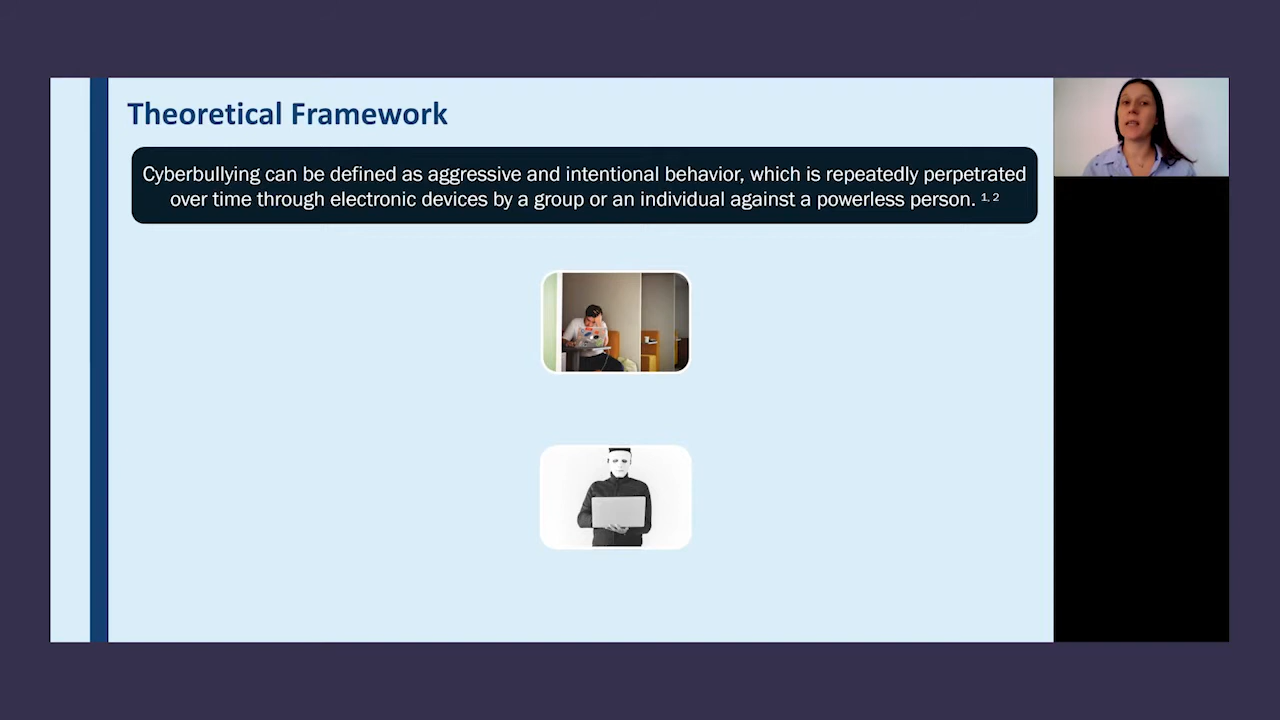 Theoretical Framework
Cyberbullying can be defined as aggressive and intentional behavior, which is repeatedly perpetrated
over time through electronic devices by a group or an individual against a powerless person. 1, 2